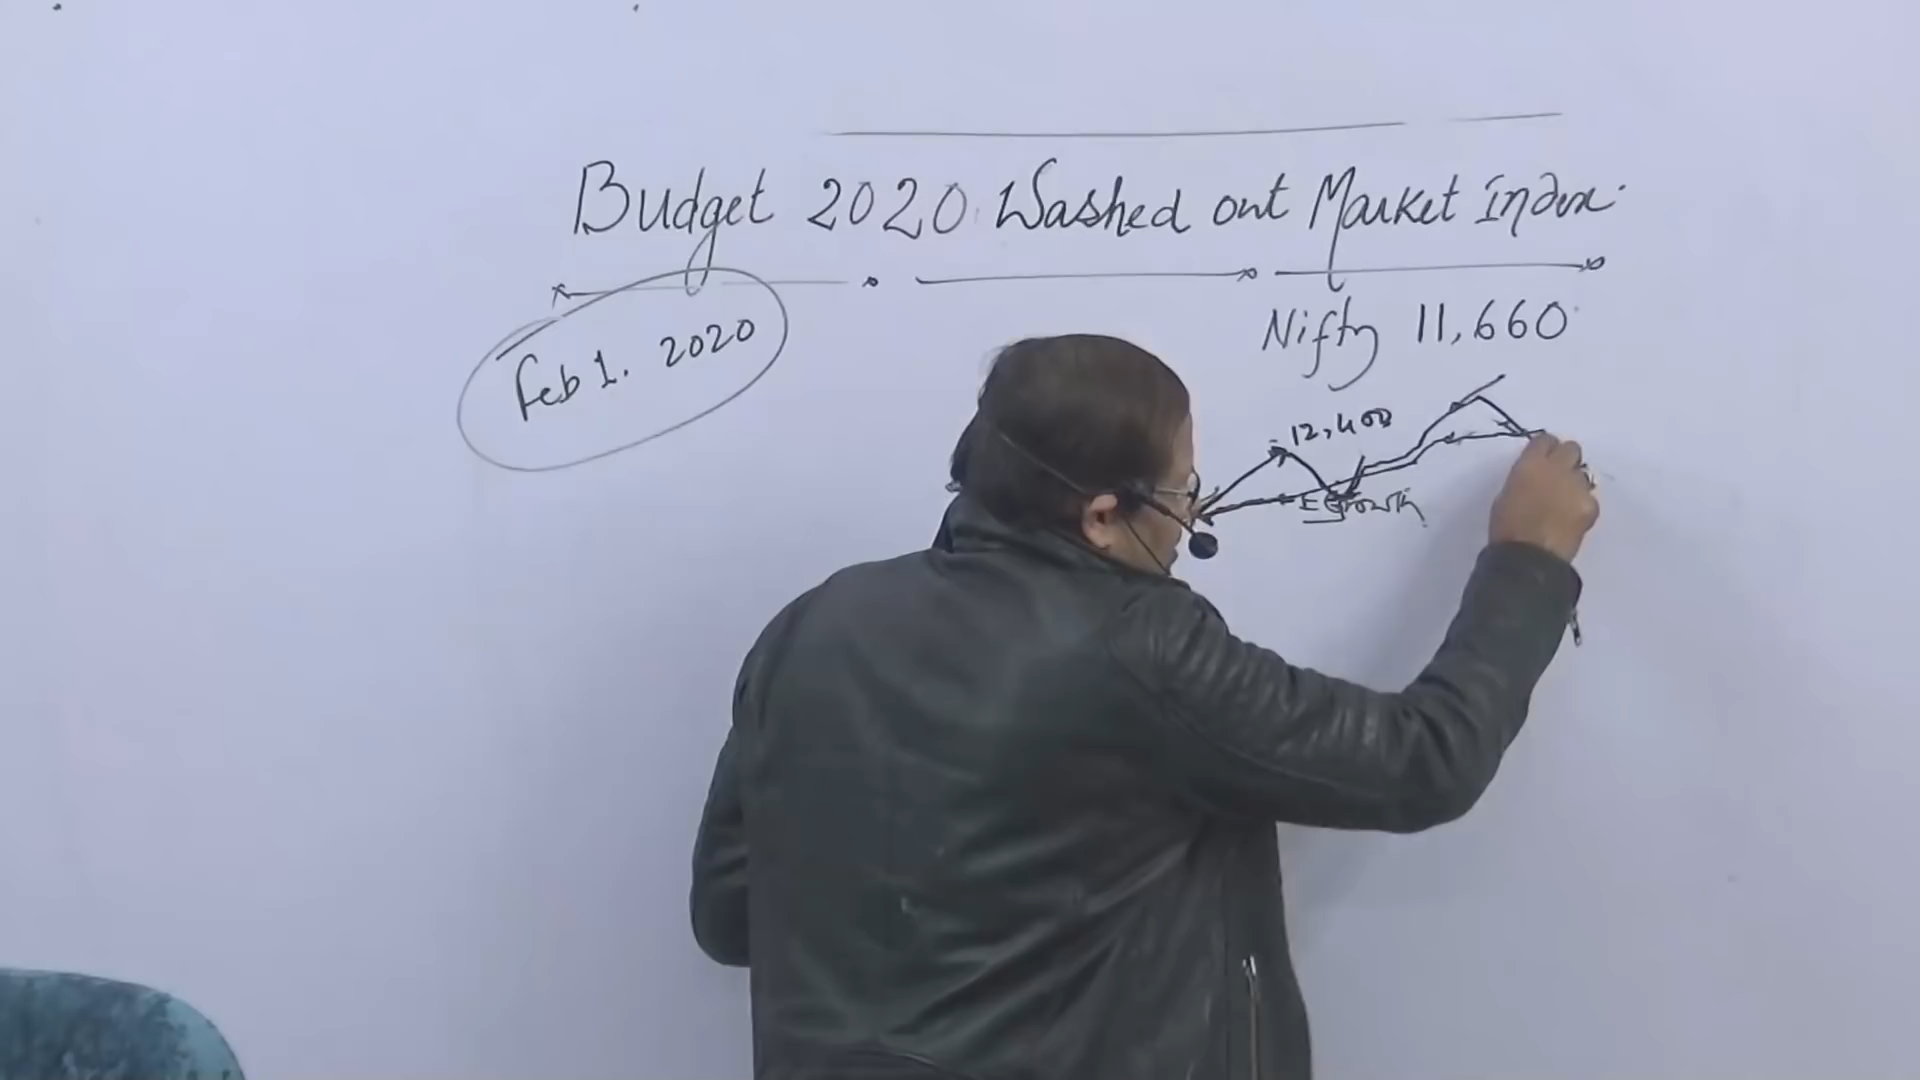 Budget 2020 Washed out Market Index.
Feb 1. 2020
Nifty 11,660
12,400
E Growth